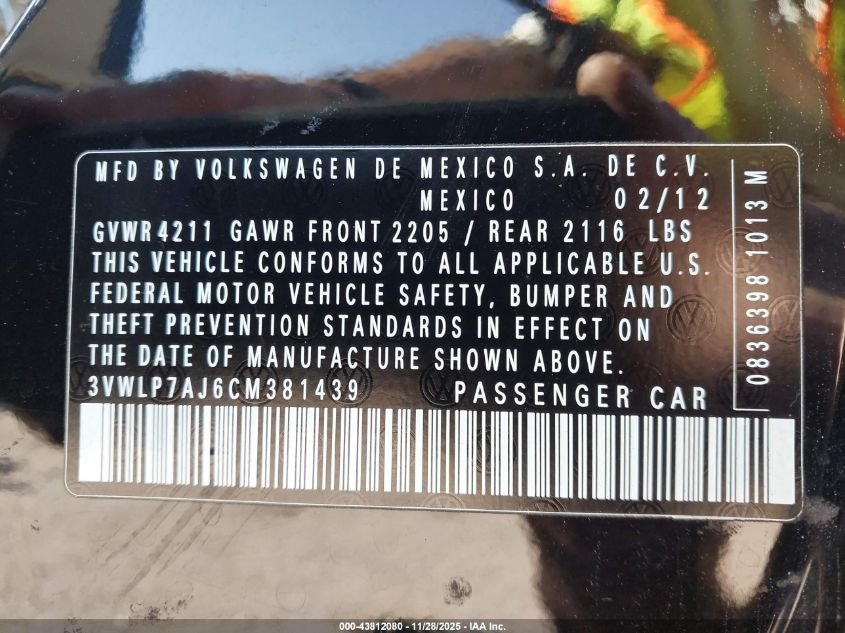 MFD BY VOLKSWAGEN DE MEXICO S.A. DE C.V.
MEXICO 02/12
GVWR4211 GAWR FRONT 2205 / REAR 2116 LBS
THIS VEHICLE CONFORMS TO ALL APPLICABLE U.S.
FEDERAL MOTOR VEHICLE SAFETY, BUMPER AND
THEFT PREVENTION STANDARDS IN EFFECT ON
THE DATE OF MANUFACTURE SHOWN ABOVE.
3VWLP7AJ6CM381439 PASSENGER CAR
0836398 1013 M
000-43812080 - 11/28/2025 - IAA Inc.